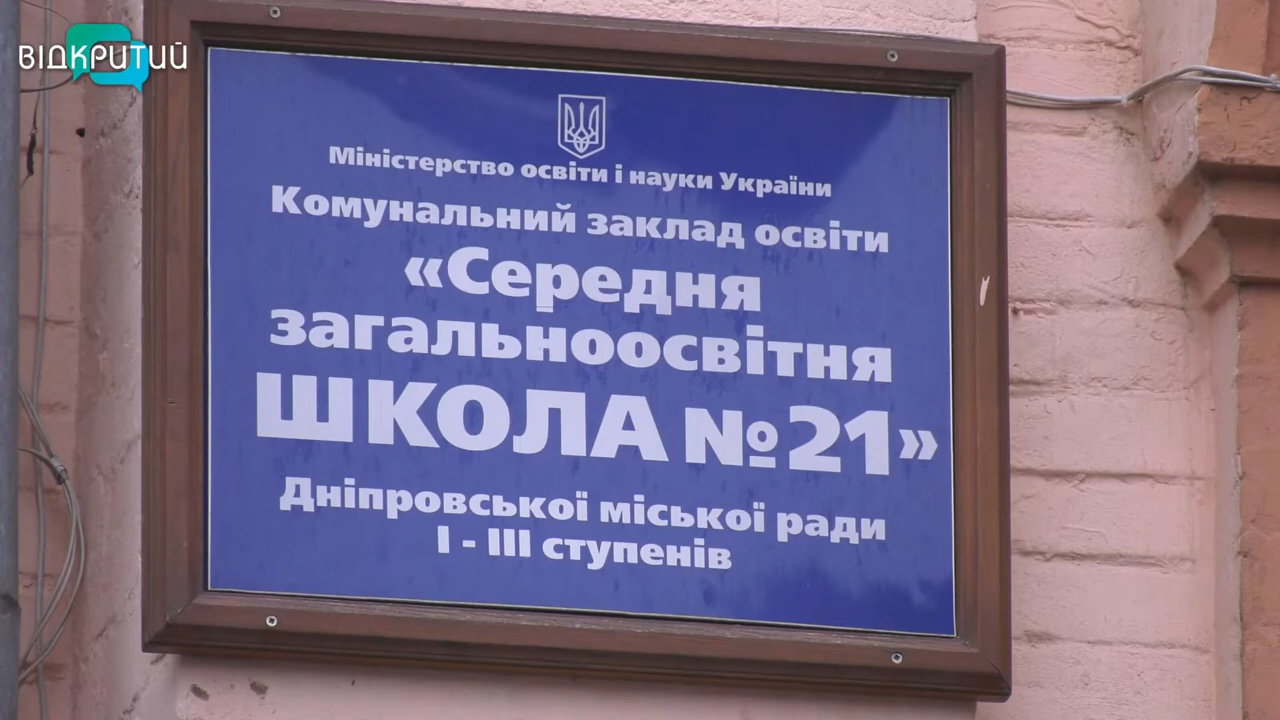 ВІДКРИТИЙ
Міністерство освіти і науки України
Комунальний заклад освіти
«Середня
загальноосвітня
ШКОЛА №21»
Дніпровської міської ради
І - ІІІ ступенів